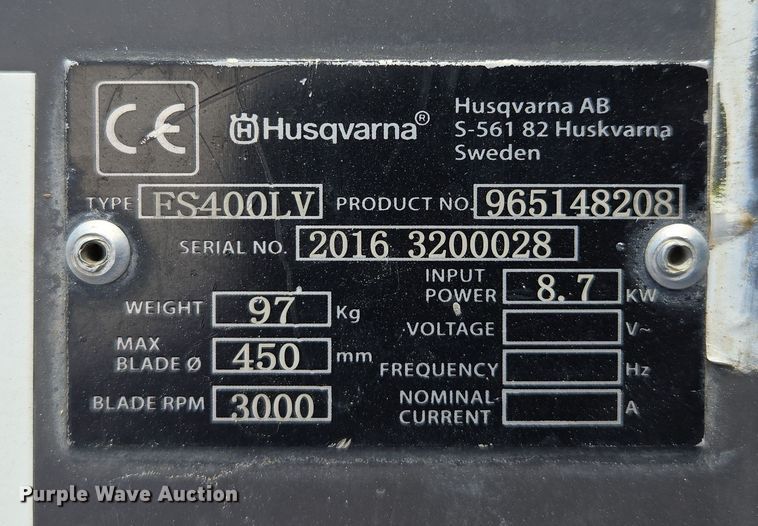 CE
Husqvarna®
Husqvarna AB
S-561 82 Huskvarna
Sweden
TYPE FS400LV PRODUCT NO. 965148208
SERIAL NO. 2016 3200028
WEIGHT 97 Kg
MAX BLADE Ø 450 mm
BLADE RPM 3000
INPUT POWER 8.7 KW
VOLTAGE V~
FREQUENCY Hz
NOMINAL CURRENT A
Purple Wave Auction